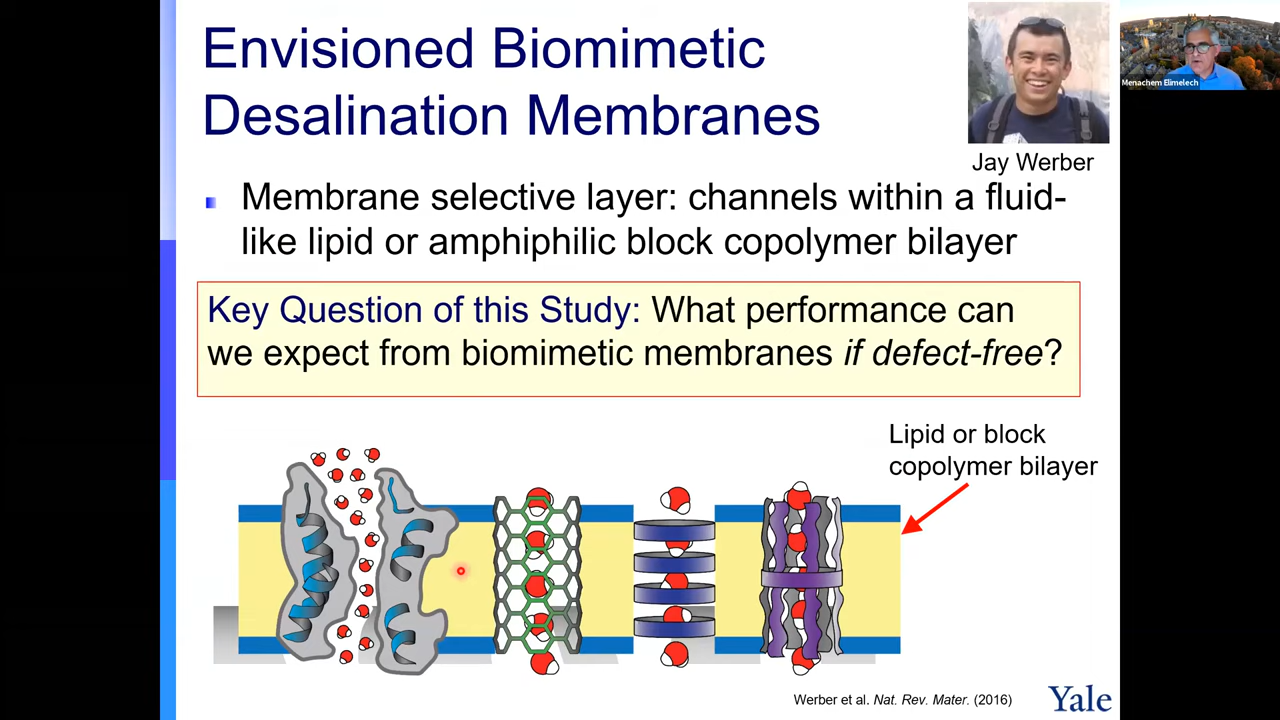 Envisioned Biomimetic
Desalination Membranes
Jay Werber
Menachem Elimelech
Membrane selective layer: channels within a fluid-
like lipid or amphiphilic block copolymer bilayer
Key Question of this Study: What performance can
we expect from biomimetic membranes if defect-free?
Lipid or block
copolymer bilayer
Werber et al. Nat. Rev. Mater. (2016)
Yale